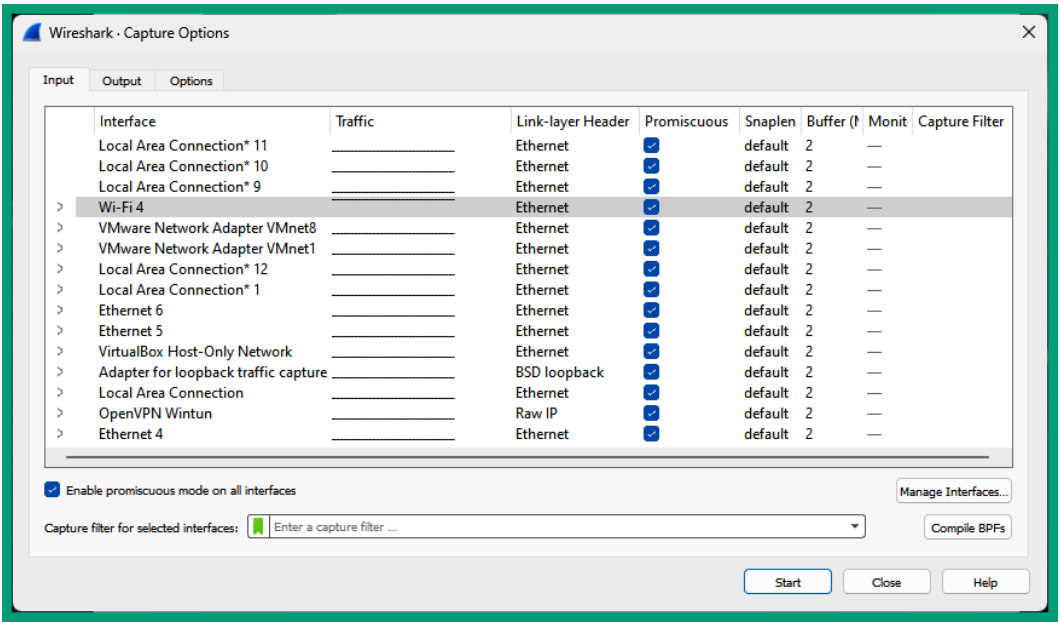 Wireshark · Capture Options
Input Output Options
Interface Traffic Link-layer Header Promiscuous Snaplen Buffer (M Monit Capture Filter
Local Area Connection* 11 Ethernet default 2 —
Local Area Connection* 10 Ethernet default 2 —
Local Area Connection* 9 Ethernet default 2 —
Wi-Fi 4 Ethernet default 2 —
VMware Network Adapter VMnet8 Ethernet default 2 —
VMware Network Adapter VMnet1 Ethernet default 2 —
Local Area Connection* 12 Ethernet default 2 —
Local Area Connection* 1 Ethernet default 2 —
Ethernet 6 Ethernet default 2 —
Ethernet 5 Ethernet default 2 —
VirtualBox Host-Only Network Ethernet default 2 —
Adapter for loopback traffic capture BSD loopback default 2 —
Local Area Connection Ethernet default 2 —
OpenVPN Wintun Raw IP default 2 —
Ethernet 4 Ethernet default 2 —
Enable promiscuous mode on all interfaces Manage Interfaces...
Capture filter for selected interfaces: Enter a capture filter ... Compile BPFs
Start Close Help